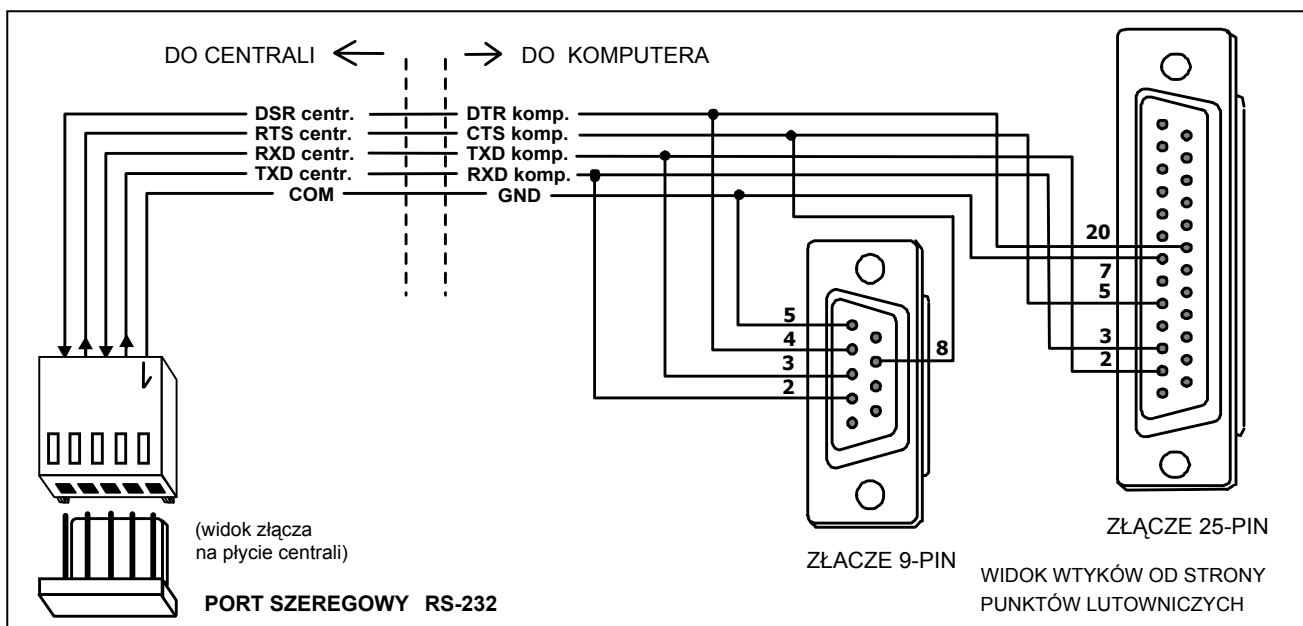 DO CENTRALI
DO KOMPUTERA
DSR centr.
DTR komp.
RTS centr.
CTS komp.
RXD centr.
TXD komp.
TXD centr.
RXD komp.
COM
GND
20
7
5
3
2
5
4
3
2
8
(widok złącza
na płycie centrali)
PORT SZEREGOWY RS-232
ZŁACZE 9-PIN
ZŁĄCZE 25-PIN
WIDOK WTYKÓW OD STRONY
PUNKTÓW LUTOWNICZYCH